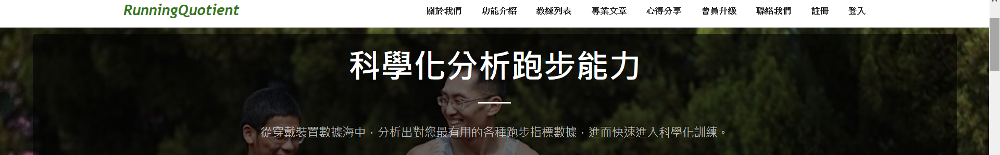 RunningQuotient 關於我們 功能介紹 教練列表 專業文章 心得分享 會員升級 聯絡我們 註冊 登入
科學化分析跑步能力
從穿戴裝置數據海中，分析出對您最有用的各種跑步指標數據，進而快速進入科學化訓練。